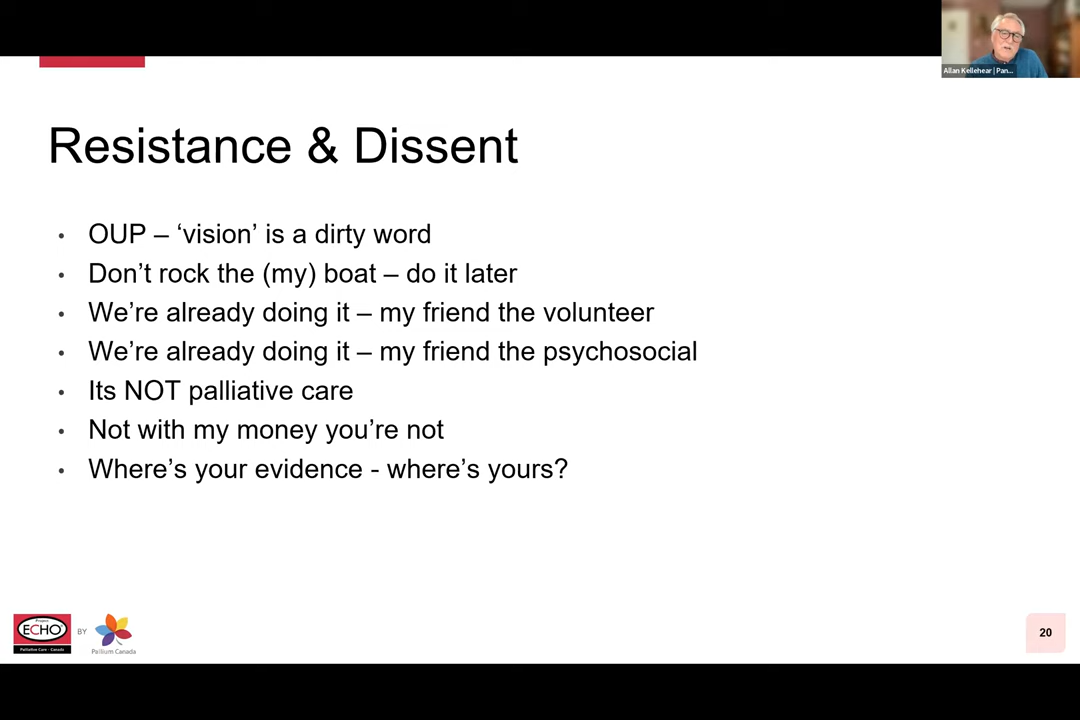 Allan Kellehear | Pan...
Resistance & Dissent
• OUP – ‘vision’ is a dirty word
• Don’t rock the (my) boat – do it later
• We’re already doing it – my friend the volunteer
• We’re already doing it – my friend the psychosocial
• Its NOT palliative care
• Not with my money you’re not
• Where’s your evidence - where’s yours?
Project
ECHO
Palliative Care - Canada
BY
Pallium Canada
20